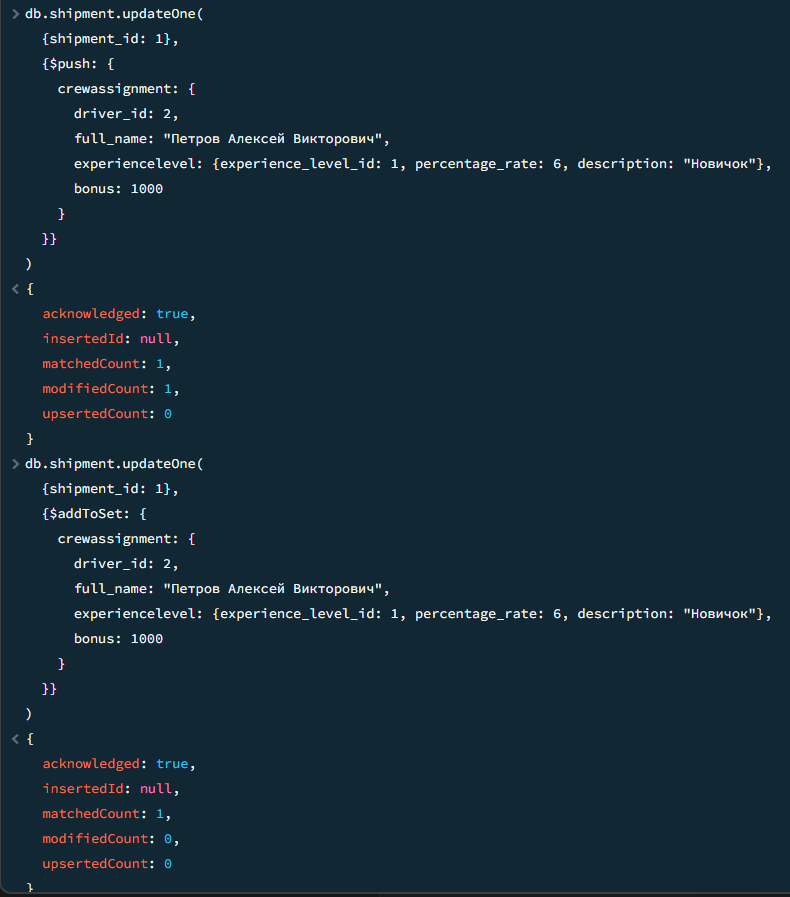 > db.shipment.updateOne(
{shipment_id: 1},
{$push: {
crewassignment: {
driver_id: 2,
full_name: "Петров Алексей Викторович",
experiencelevel: {experience_level_id: 1, percentage_rate: 6, description: "Новичок"},
bonus: 1000
}
}}
)
< {
acknowledged: true,
insertedId: null,
matchedCount: 1,
modifiedCount: 1,
upsertedCount: 0
}
> db.shipment.updateOne(
{shipment_id: 1},
{$addToSet: {
crewassignment: {
driver_id: 2,
full_name: "Петров Алексей Викторович",
experiencelevel: {experience_level_id: 1, percentage_rate: 6, description: "Новичок"},
bonus: 1000
}
}}
)
< {
acknowledged: true,
insertedId: null,
matchedCount: 1,
modifiedCount: 0,
upsertedCount: 0
}